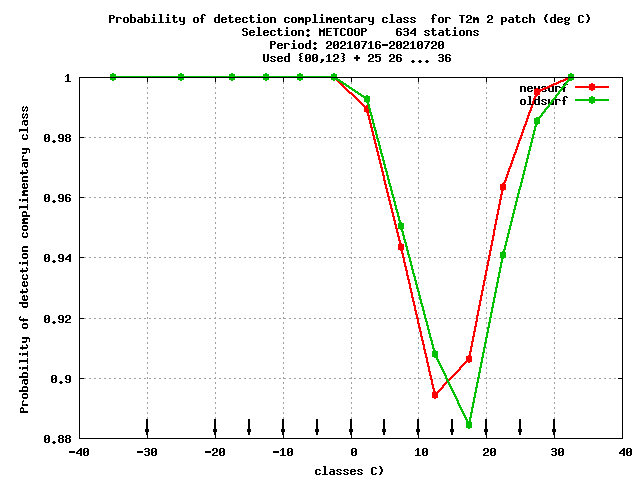 Probability of detection complimentary class  for T2m 2 patch (deg C)
Selection: METCOOP    634 stations
Period: 20210716-20210720
Used {00,12} + 25 26 ... 36
newsurf
oldsurf
Probability of detection complimentary class
1
0.98
0.96
0.94
0.92
0.9
0.88
-40 -30 -20 -10 0 10 20 30 40
classes C)